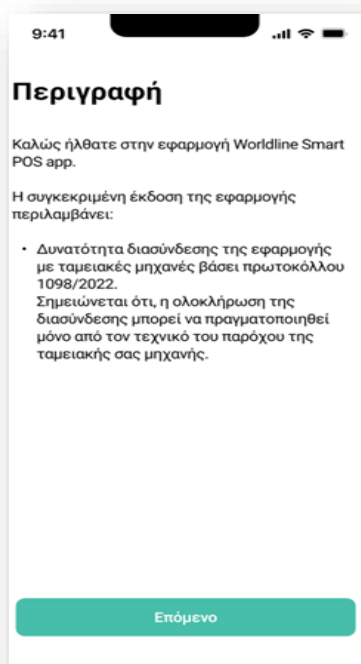 9:41
Περιγραφή
Καλώς ήλθατε στην εφαρμογή Worldline Smart
POS app.
Η συγκεκριμένη έκδοση της εφαρμογής
περιλαμβάνει:
• Δυνατότητα διασύνδεσης της εφαρμογής
με ταμειακές μηχανές βάσει πρωτοκόλλου
1098/2022.
Σημειώνεται ότι, η ολοκλήρωση της
διασύνδεσης μπορεί να πραγματοποιηθεί
μόνο από τον τεχνικό του παρόχου της
ταμειακής σας μηχανής.
Επόμενο